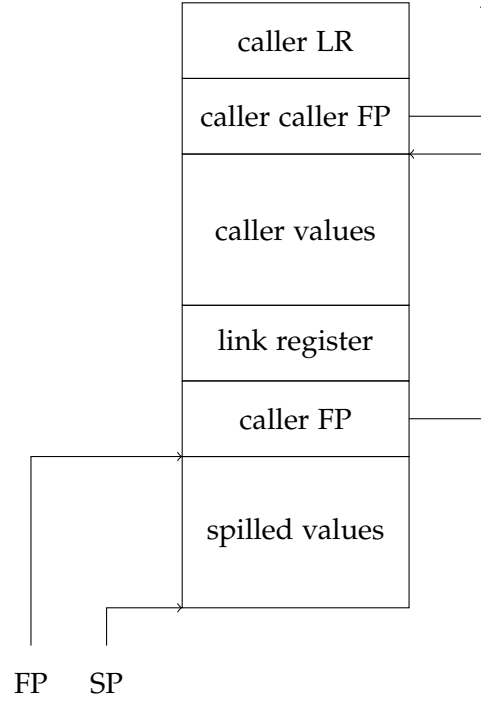 caller LR
caller caller FP
caller values
link register
caller FP
spilled values
FP SP